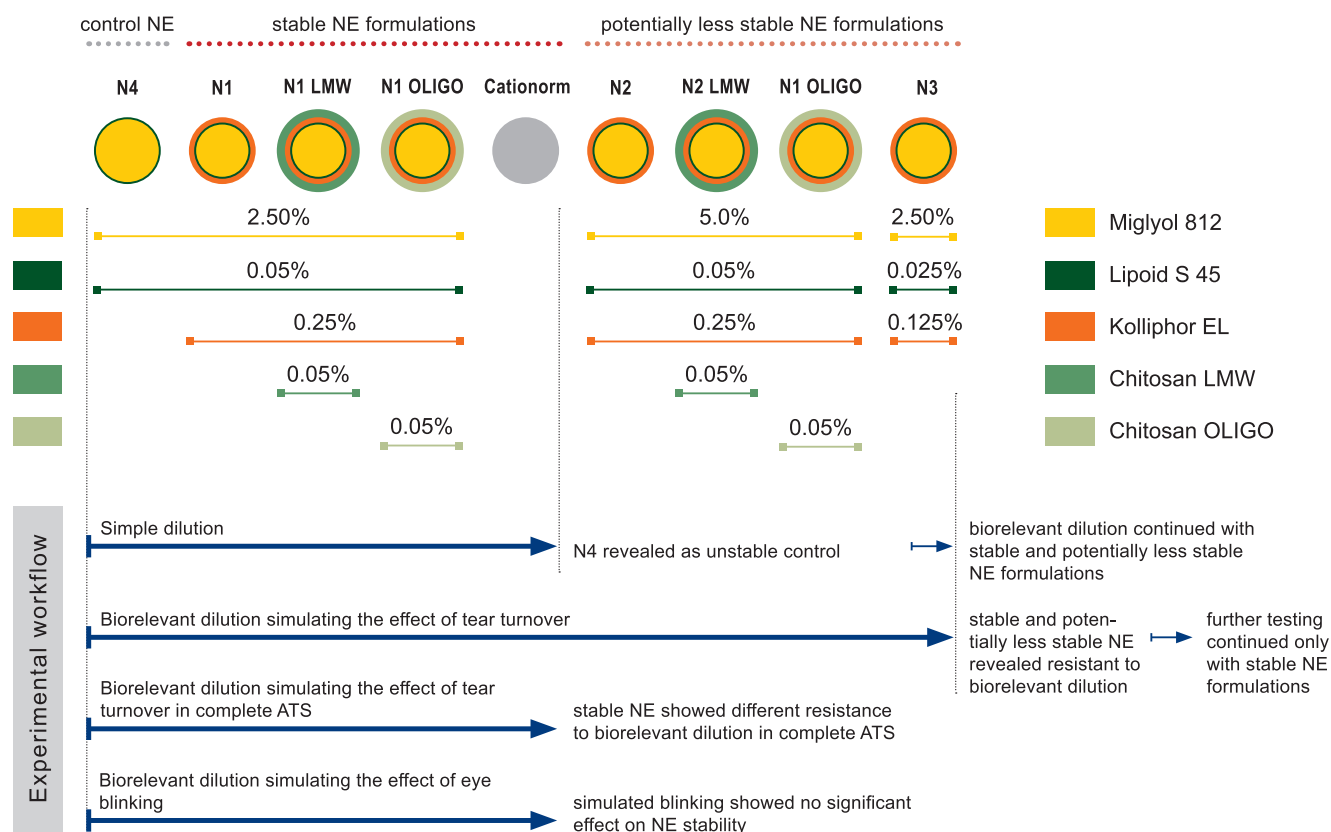 control NE
stable NE formulations
potentially less stable NE formulations
N4
N1
N1 LMW
N1 OLIGO
Cationorm
N2
N2 LMW
N1 OLIGO
N3
2.50%
5.0%
2.50%
Miglyol 812
0.05%
0.05%
0.025%
Lipoid S 45
0.25%
0.25%
0.125%
Kolliphor EL
0.05%
0.05%
Chitosan LMW
0.05%
0.05%
Chitosan OLIGO
Experimental workflow
Simple dilution
N4 revealed as unstable control
biorelevant dilution continued with
stable and potentially less stable
NE formulations
Biorelevant dilution simulating the effect of tear turnover
stable and poten-
tially less stable NE
revealed resistant to
biorelevant dilution
further testing
continued only
with stable NE
formulations
Biorelevant dilution simulating the effect of tear
turnover in complete ATS
stable NE showed different resistance
to biorelevant dilution in complete ATS
Biorelevant dilution simulating the effect of eye
blinking
simulated blinking showed no significant
effect on NE stability